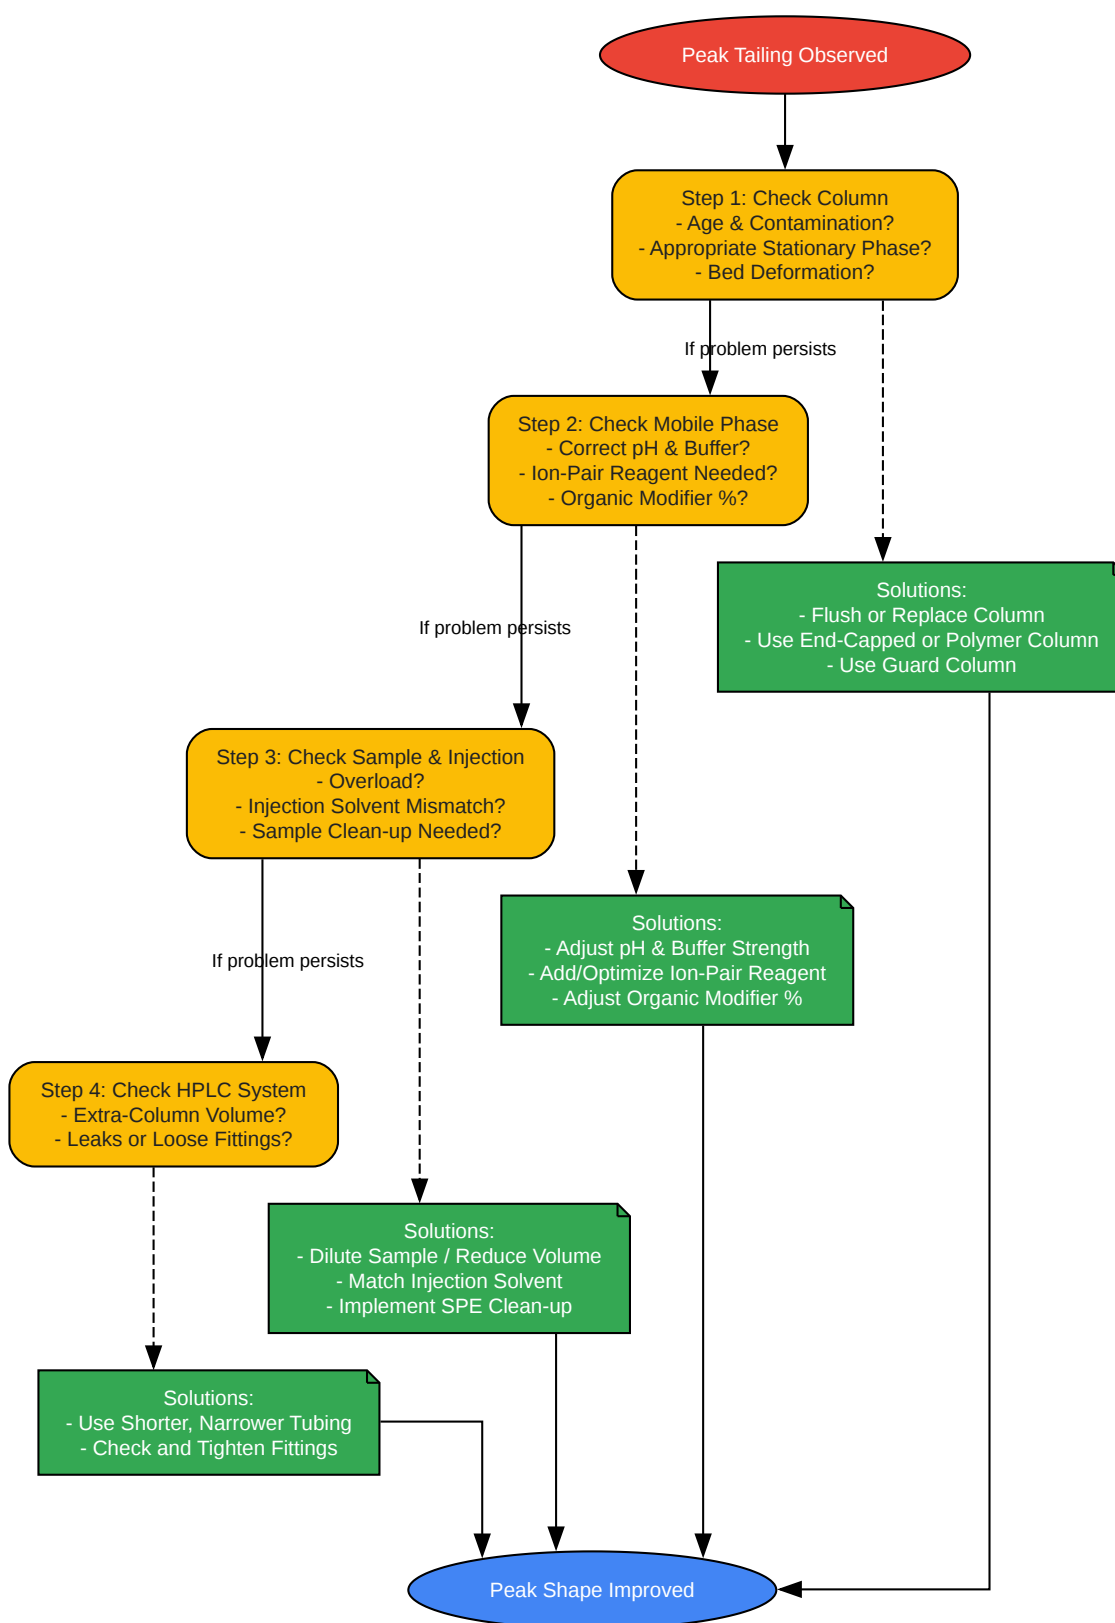 Peak Tailing Observed
Step 1: Check Column
- Age & Contamination?
- Appropriate Stationary Phase?
- Bed Deformation?
If problem persists
Step 2: Check Mobile Phase
- Correct pH & Buffer?
- Ion-Pair Reagent Needed?
- Organic Modifier %?
Solutions:
- Flush or Replace Column
- Use End-Capped or Polymer Column
- Use Guard Column
If problem persists
Step 3: Check Sample & Injection
- Overload?
- Injection Solvent Mismatch?
- Sample Clean-up Needed?
Solutions:
- Adjust pH & Buffer Strength
- Add/Optimize Ion-Pair Reagent
- Adjust Organic Modifier %
If problem persists
Step 4: Check HPLC System
- Extra-Column Volume?
- Leaks or Loose Fittings?
Solutions:
- Dilute Sample / Reduce Volume
- Match Injection Solvent
- Implement SPE Clean-up
Solutions:
- Use Shorter, Narrower Tubing
- Check and Tighten Fittings
Peak Shape Improved